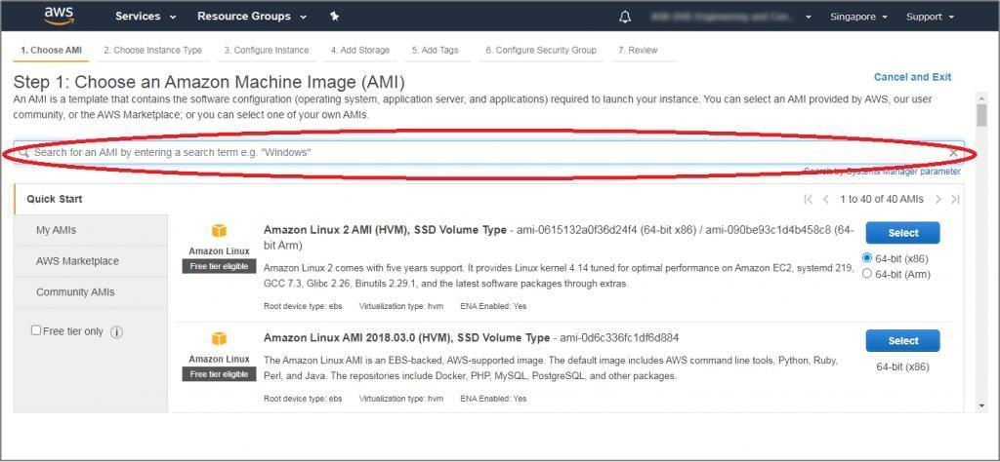 aws Services Resource Groups Singapore Support
1. Choose AMI 2. Choose Instance Type 3. Configure Instance 4. Add Storage 5. Add Tags 6. Configure Security Group 7. Review
Step 1: Choose an Amazon Machine Image (AMI)
Cancel and Exit
An AMI is a template that contains the software configuration (operating system, application server, and applications) required to launch your instance. You can select an AMI provided by AWS, our user
community, or the AWS Marketplace; or you can select one of your own AMIs.
Search for an AMI by entering a search term e.g. "Windows"
Search by Systems Manager parameter
Quick Start
1 to 40 of 40 AMIs
My AMIs
AWS Marketplace
Community AMIs
Free tier only
Amazon Linux
Free tier eligible
Amazon Linux 2 AMI (HVM), SSD Volume Type - ami-0615132a0f36d24f4 (64-bit x86) / ami-090be93c1d4b458c8 (64-
bit Arm)
Amazon Linux 2 comes with five years support. It provides Linux kernel 4.14 tuned for optimal performance on Amazon EC2, systemd 219,
GCC 7.3, Glibc 2.26, Binutils 2.29.1, and the latest software packages through extras.
Root device type: ebs Virtualization type: hvm ENA Enabled: Yes
Select
64-bit (x86)
64-bit (Arm)
Amazon Linux
Free tier eligible
Amazon Linux AMI 2018.03.0 (HVM), SSD Volume Type - ami-0d6c336fc1df6d884
The Amazon Linux AMI is an EBS-backed, AWS-supported image. The default image includes AWS command line tools, Python, Ruby,
Perl, and Java. The repositories include Docker, PHP, MySQL, PostgreSQL, and other packages.
Root device type: ebs Virtualization type: hvm ENA Enabled: Yes
Select
64-bit (x86)